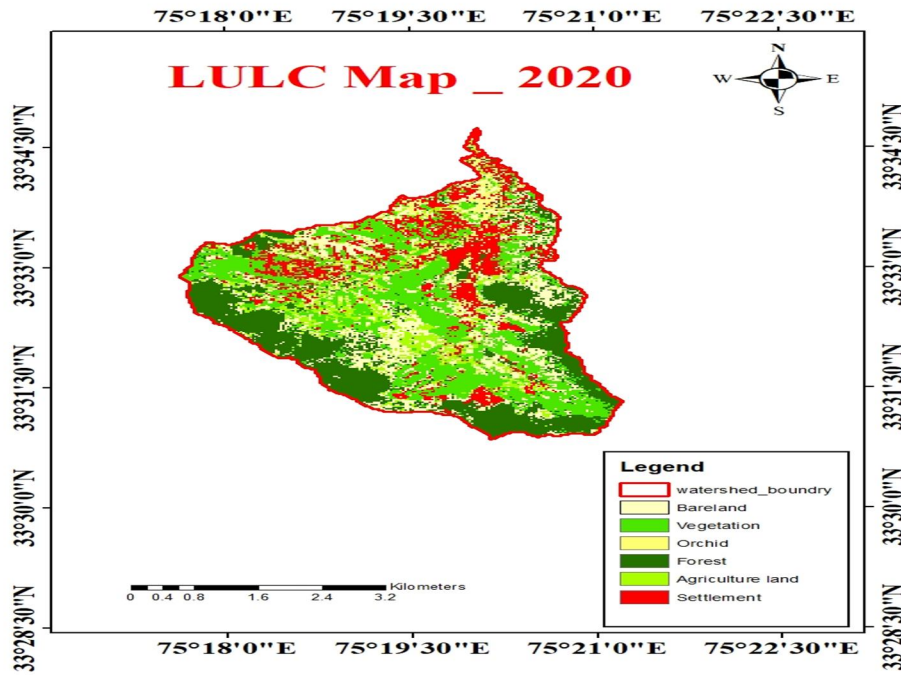 75°18'0"E 75°19'30"E 75°21'0"E 75°22'30"E
LULC Map _ 2020
N
W E
S
33°34'30"N 33°34'30"N
33°33'0"N 33°33'0"N
33°31'30"N 33°31'30"N
33°30'0"N 33°30'0"N
33°28'30"N 33°28'30"N
Legend
watershed_boundry
Bareland
Vegetation
Orchid
Forest
Agriculture land
Settlement
Kilometers
0 0.4 0.8 1.6 2.4 3.2
75°18'0"E 75°19'30"E 75°21'0"E 75°22'30"E